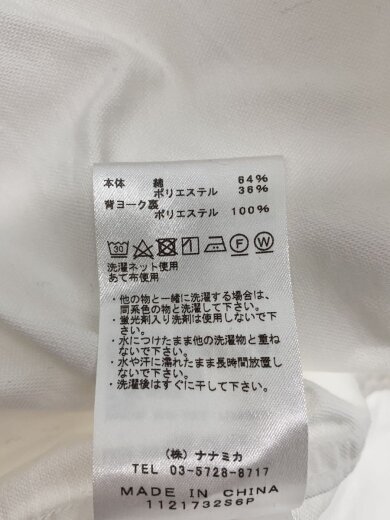 本体 綿 64%
ポリエステル 36%
背ヨーク裏
ポリエステル 100%
30 F W
洗濯ネット使用
あて布使用
・他の物と一緒に洗濯する場合は、
同系色の物と洗濯して下さい。
・蛍光剤入り洗剤は使用しないで下
さい。
・水につけたまま他の洗濯物と重ね
ないで下さい。
・水や汗に濡れたまま長時間放置し
ないで下さい。
・洗濯後はすぐに干して下さい。
(株) ナナミカ
TEL 03-5728-8717
MADE IN CHINA
1121732S6P